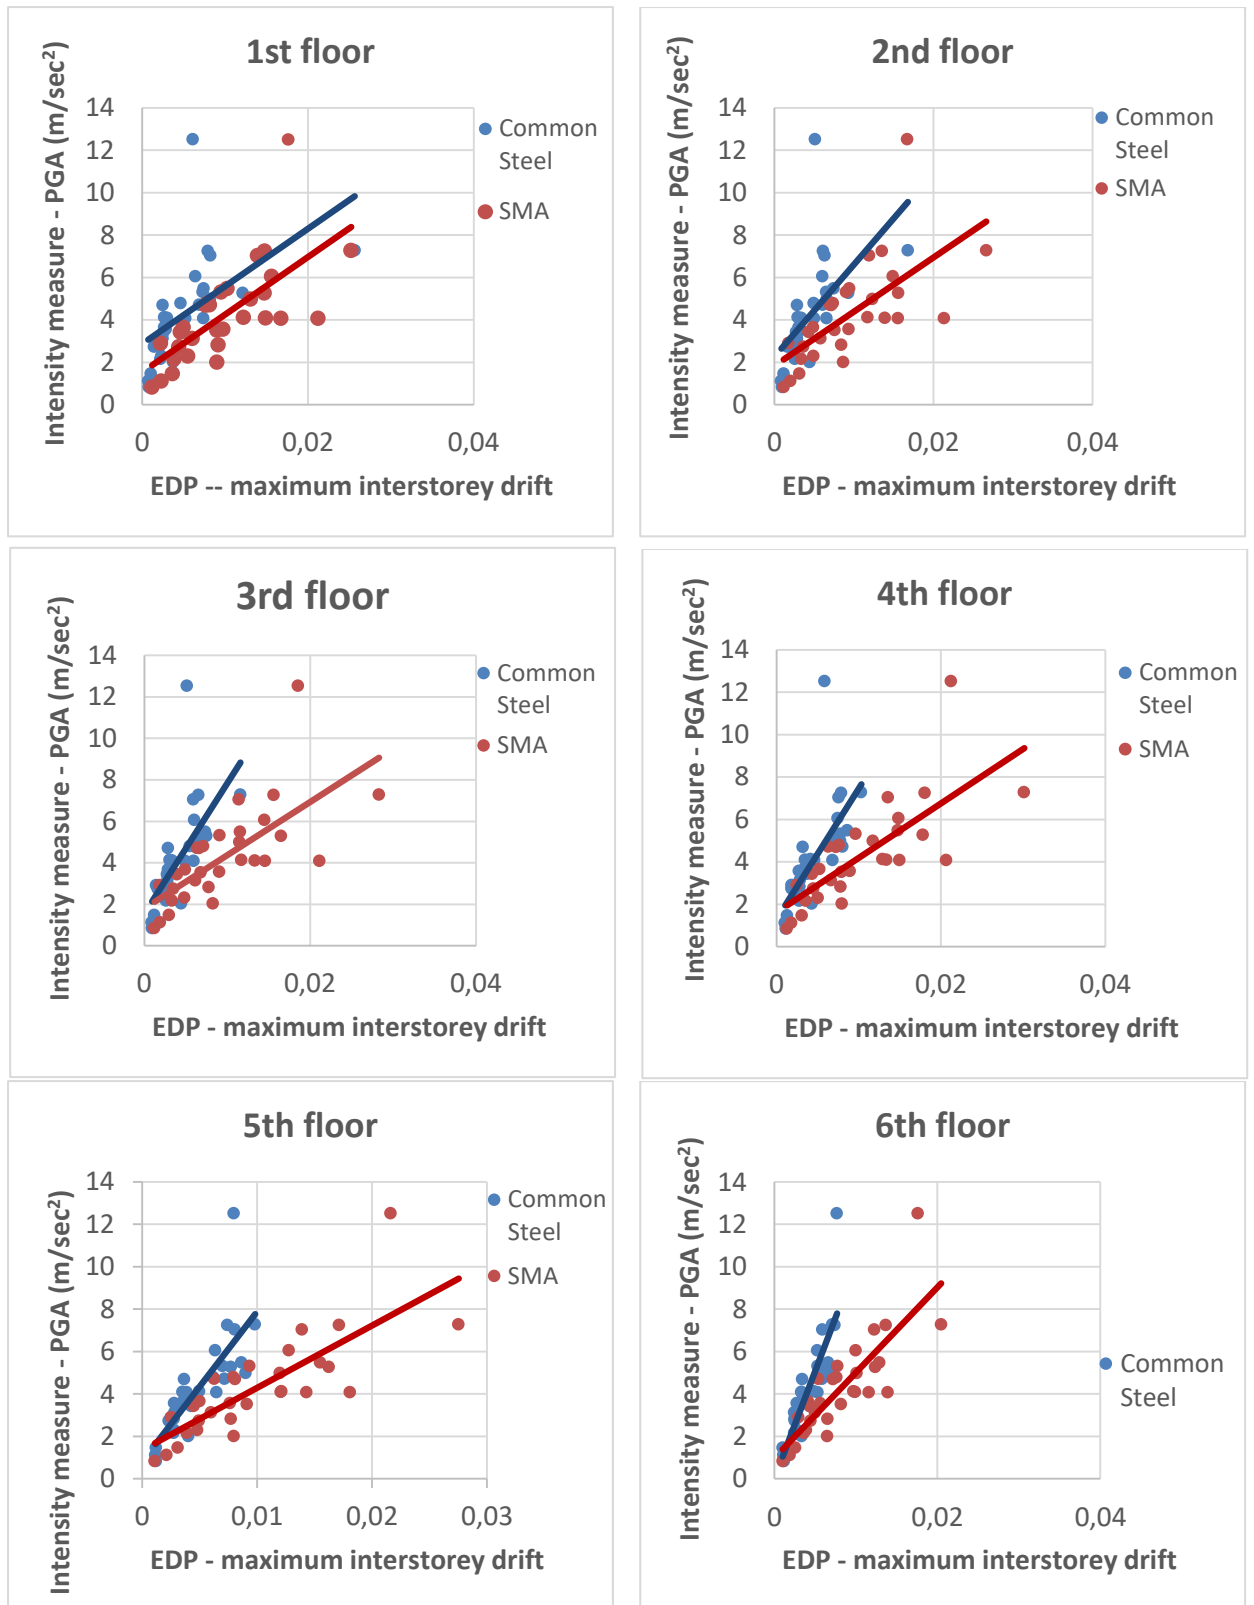 1st floor
Intensity measure - PGA (m/sec²)
14
12
10
8
6
4
2
0
0
0,02
0,04
EDP -- maximum interstorey drift
Common
Steel
SMA
2nd floor
Intensity measure - PGA (m/sec²)
14
12
10
8
6
4
2
0
0
0,02
0,04
EDP - maximum interstorey drift
Common
Steel
SMA
3rd floor
Intensity measure - PGA (m/sec²)
14
12
10
8
6
4
2
0
0
0,02
0,04
EDP - maximum interstorey drift
Common
Steel
SMA
4th floor
Intensity measure - PGA (m/sec²)
14
12
10
8
6
4
2
0
0
0,02
0,04
EDP - maximum interstorey drift
Common
Steel
SMA
5th floor
Intensity measure - PGA (m/sec²)
14
12
10
8
6
4
2
0
0
0,01
0,02
0,03
EDP - maximum interstorey drift
Common
Steel
SMA
6th floor
Intensity measure - PGA (m/sec²)
14
12
10
8
6
4
2
0
0
0,02
0,04
EDP - maximum interstorey drift
Common
Steel